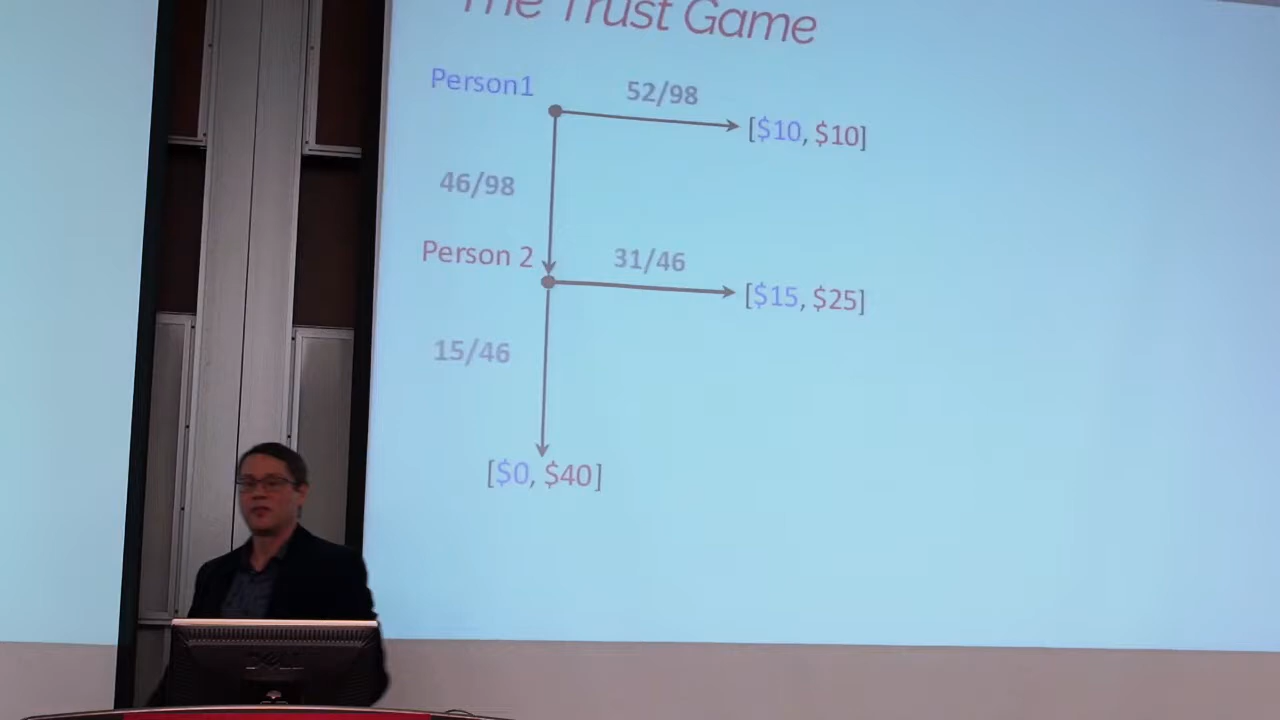 The Trust Game
Person1
52/98
[$10, $10]
46/98
Person 2
31/46
[$15, $25]
15/46
[$0, $40]
DELL